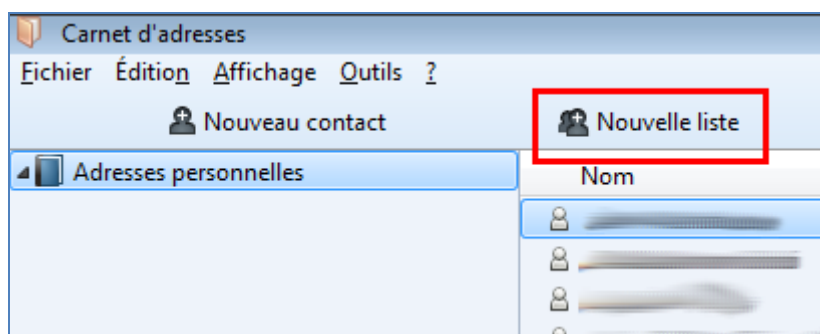 Carnet d'adresses
Fichier Édition Affichage Outils ?
Nouveau contact Nouvelle liste
Adresses personnelles Nom